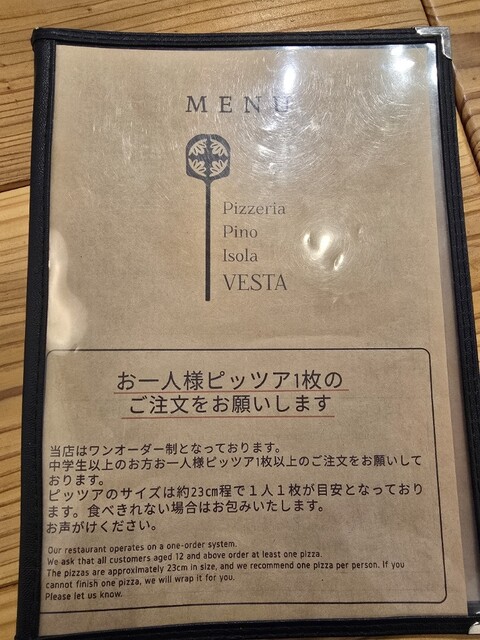 MENU
Pizzeria
Pino
Isola
VESTA
お一人様ピッツア1枚の
ご注文をお願いします
当店はワンオーダー制となっております。
中学生以上のお方お一人様ピッツア1枚以上のご注文をお願いして
おります。
ピッツアのサイズは約23㎝程で１人１枚が目安となっており
ます。食べきれない場合はお包みいたします。
お声がけください。
Our restaurant operates on a one-order system.
We ask that all customers aged 12 and above order at least one pizza.
The pizzas are approximately 23cm in size, and we recommend one pizza per person. If you
cannot finish one pizza, we will wrap it for you.
Please let us know.